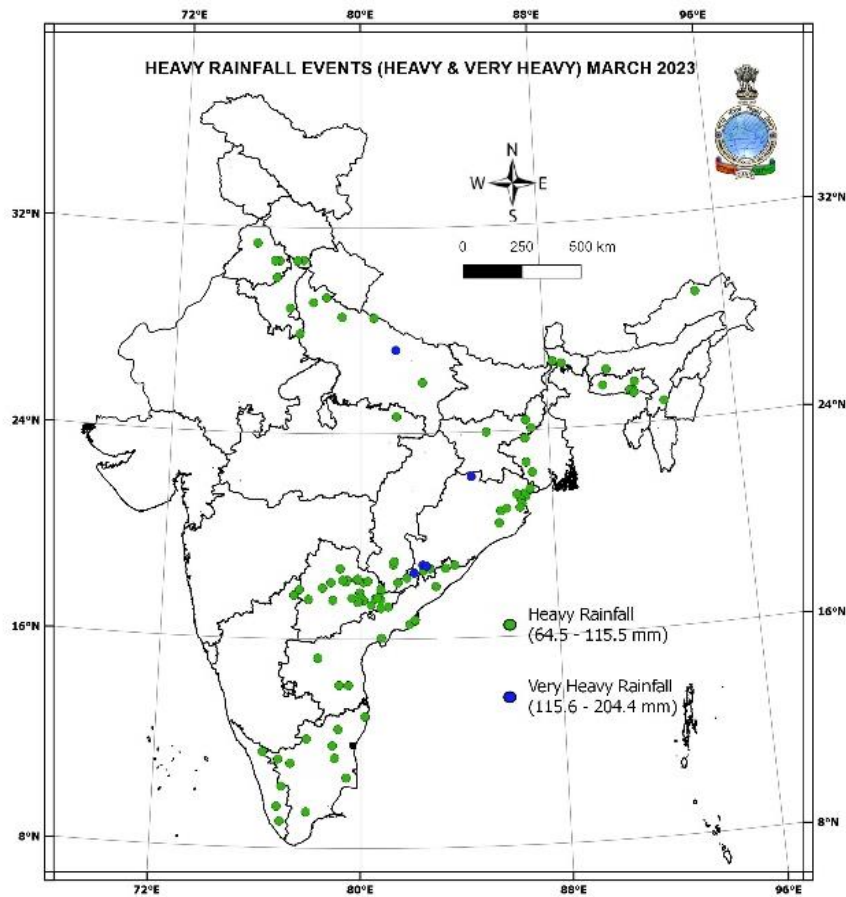 72°E 80°E 88°E 96°E
HEAVY RAINFALL EVENTS (HEAVY & VERY HEAVY) MARCH 2023
N
W E
S
32°N 32°N
0 250 500 km
24°N 24°N
16°N 16°N
Heavy Rainfall
(64.5 - 115.5 mm)
Very Heavy Rainfall
(115.6 - 204.4 mm)
8°N 8°N
72°E 80°E 88°E 96°E